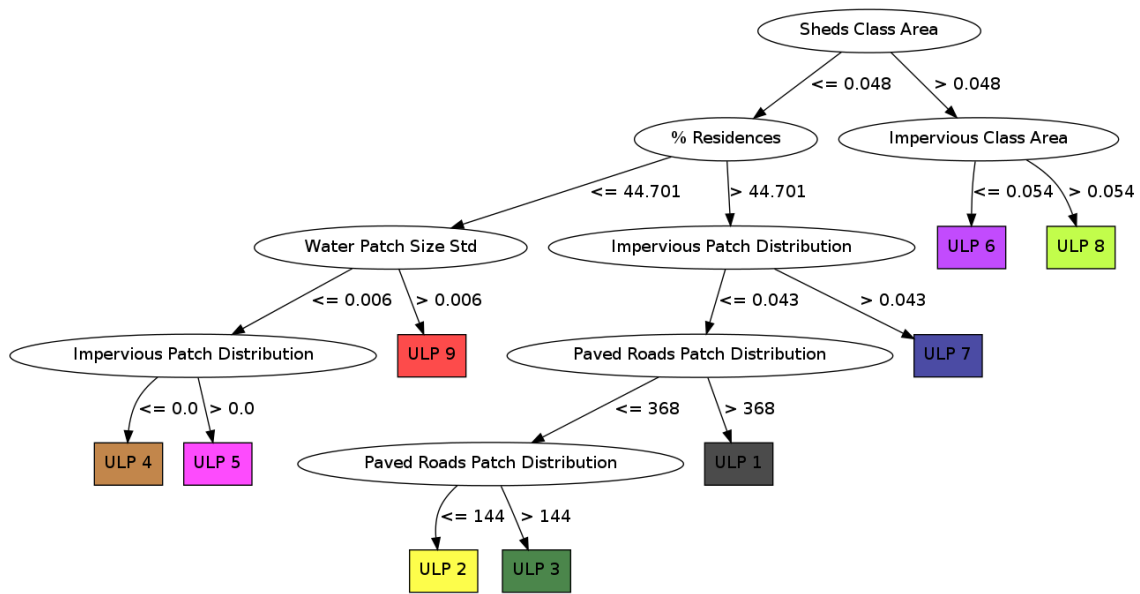 Sheds Class Area
<= 0.048
> 0.048
% Residences
Impervious Class Area
<= 44.701
> 44.701
<= 0.054
> 0.054
Water Patch Size Std
Impervious Patch Distribution
ULP 6
ULP 8
<= 0.006
> 0.006
<= 0.043
> 0.043
Impervious Patch Distribution
ULP 9
Paved Roads Patch Distribution
ULP 7
<= 0.0
> 0.0
<= 368
> 368
ULP 4
ULP 5
Paved Roads Patch Distribution
ULP 1
<= 144
> 144
ULP 2
ULP 3